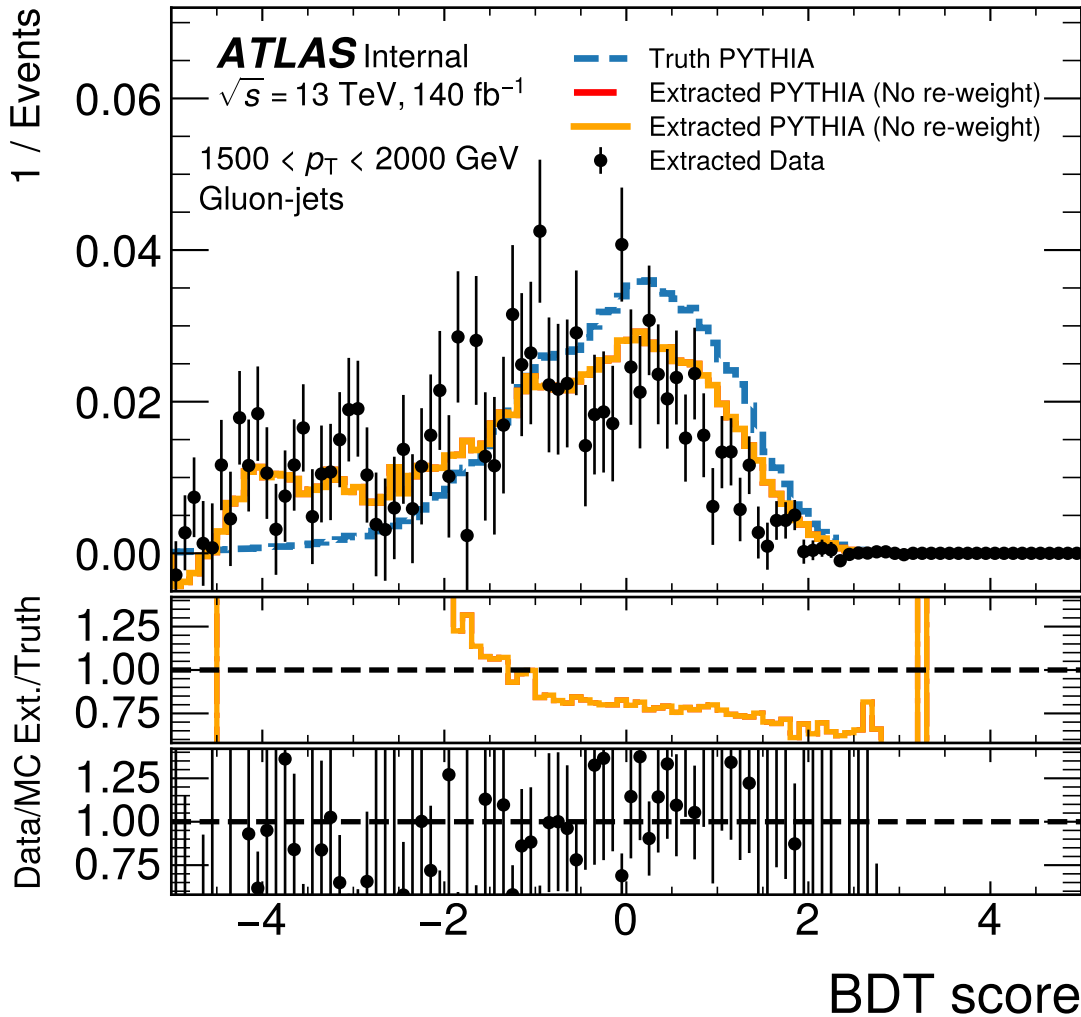 1 / Events
ATLAS Internal
√s = 13 TeV, 140 fb⁻¹
1500 < pT < 2000 GeV
Gluon-jets
Truth PYTHIA
Extracted PYTHIA (No re-weight)
Extracted PYTHIA (No re-weight)
Extracted Data
0.06
0.04
0.02
0.00
Ext./Truth
1.25
1.00
0.75
Data/MC
1.25
1.00
0.75
−4 −2 0 2 4
BDT score